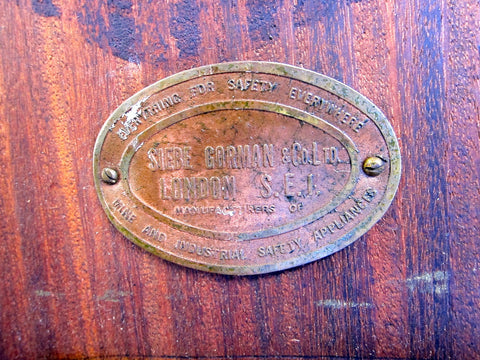 EVERYTHING FOR SAFETY EVERYWHERE
SIEBE GORMAN & CO. LTD.
LONDON S.E.1.
MANUFACTURERS OF
MINE AND INDUSTRIAL SAFETY APPLIANCES